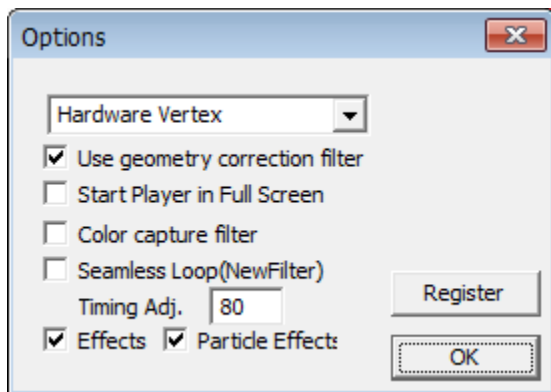 Options
Hardware Vertex
Use geometry correction filter
Start Player in Full Screen
Color capture filter
Seamless Loop(NewFilter)
Timing Adj. 80
Register
Effects Particle Effects
OK